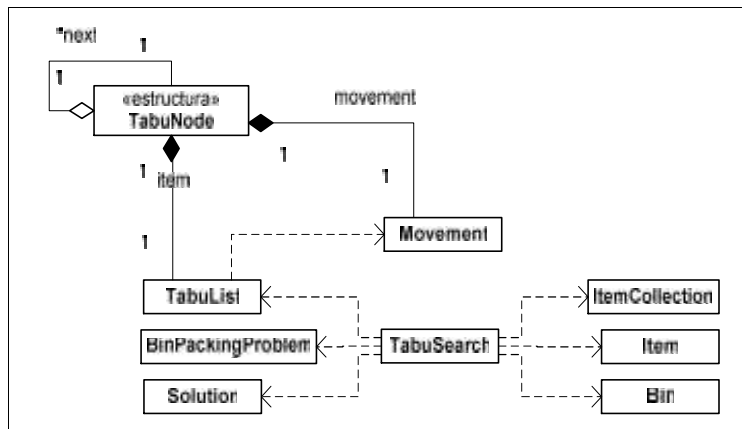 *next
1
1
«estructura»
TabuNode
movement
1
1
item
1
1
Movement
TabuList
ItemCollection
BinPackingProblem
TabuSearch
Item
Solution
Bin